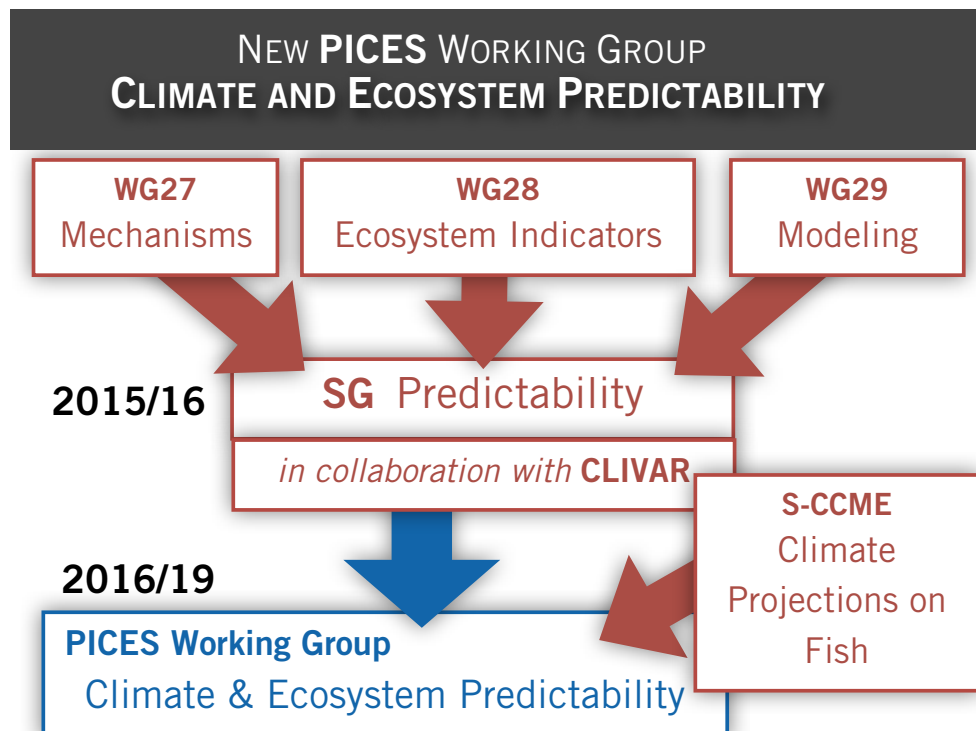 NEW PICES WORKING GROUP
CLIMATE AND ECOSYSTEM PREDICTABILITY
WG27
Mechanisms
WG28
Ecosystem Indicators
WG29
Modeling
2015/16
SG Predictability
in collaboration with CLIVAR
S-CCME
Climate
Projections on
Fish
2016/19
PICES Working Group
Climate & Ecosystem Predictability